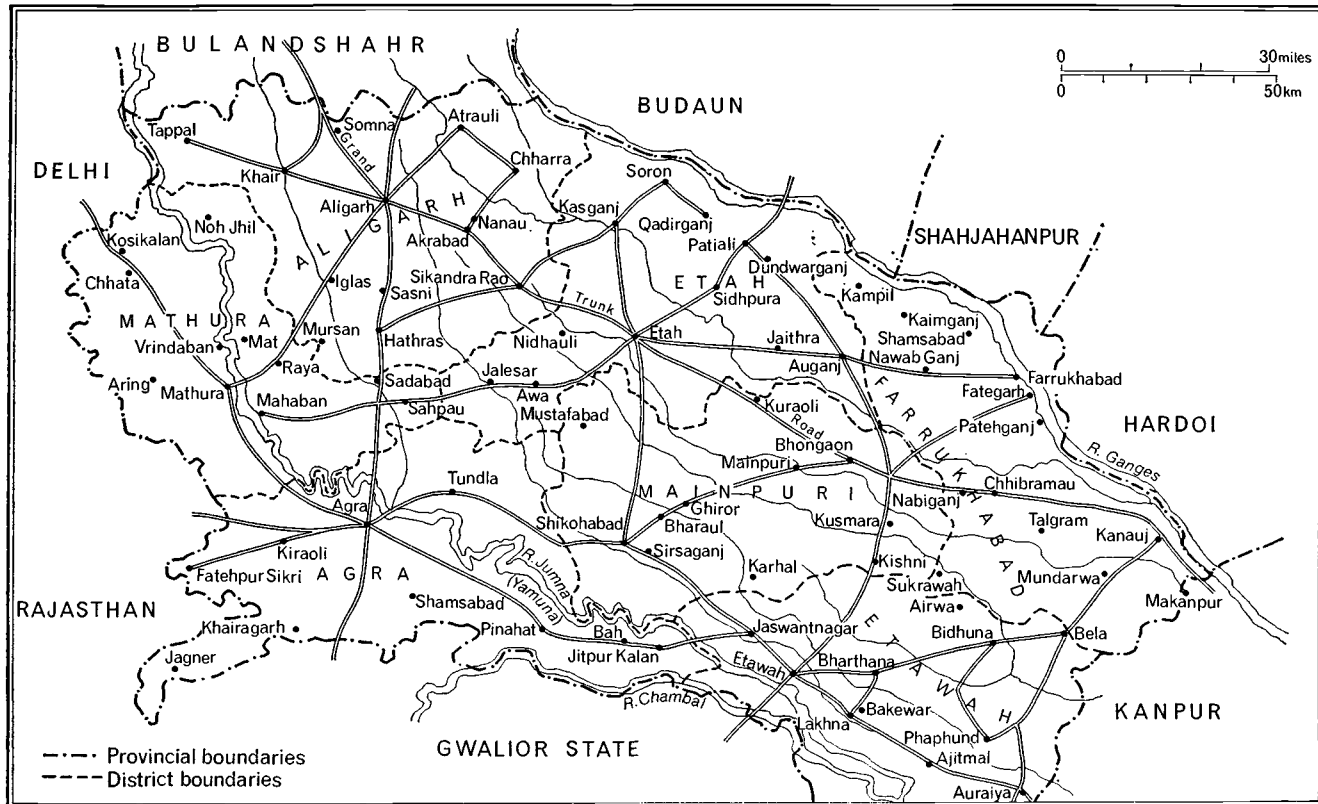 BULANDSHAHR
0 30 miles
0 50 km
BUDAUN
Tappal
Somna
Atrauli
Grand
Chharra
DELHI
Khair
Soron
Aligarh
Kasganj
Qadirganj
Noh Jhil
ALIGARH
Nanau
Akrabad
Patiali
SHAHJAHANPUR
Kosikalan
Dundwarganj
Chhata
Iglas
Sikandra Rao
ETAH
Kampil
Sasni
Sidhpura
Trunk
Kaimganj
MATHURA
Mursan
Hathras
Etah
Shamsabad
Vrindaban
Mat
Nidhauli
Jaithra
Nawab Ganj
Raya
Auganj
Aring
Mathura
Sadabad
Jalesar
Farrukhabad
Mahaban
Sahpau
Awa
Fategarh
Mustafabad
Kuraoli
FARRUKHABAD
Patehganj
HARDOI
Road
Bhongaon
R. Ganges
Mainpuri
Tundla
MAINPURI
Nabiganj
Chhibramau
Agra
Shikohabad
Ghiror
Bharaul
Kusmara
Talgram
Kanauj
Kiraoli
Sirsaganj
Fatehpur Sikri
AGRA
R. Jumna
(Yamuna)
Karhal
Kishni
Sukrawah
Mundarwa
RAJASTHAN
Shamsabad
Airwa
Makanpur
Khairagarh
Pinahat
Bah
Jaswantnagar
Bidhuna
Bela
Jitpur Kalan
ETAWAH
Jagner
Etawah
Bharthana
R. Chambal
Bakewar
KANPUR
Lakhna
GWALIOR STATE
Phaphund
Provincial boundaries
Ajitmal
District boundaries
Auraiya